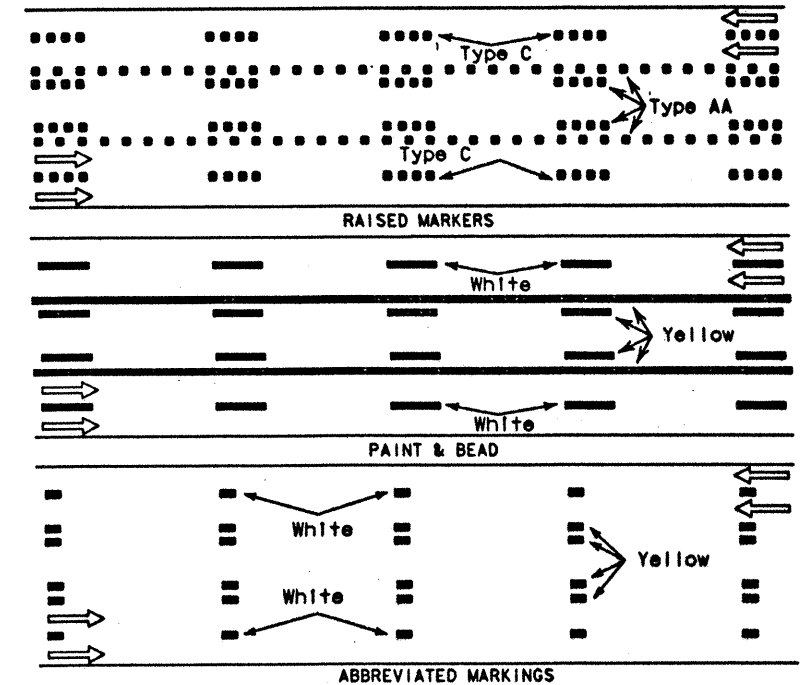 Type C
Type AA
Type C
RAISED MARKERS
White
Yellow
White
PAINT & BEAD
White
Yellow
White
ABBREVIATED MARKINGS